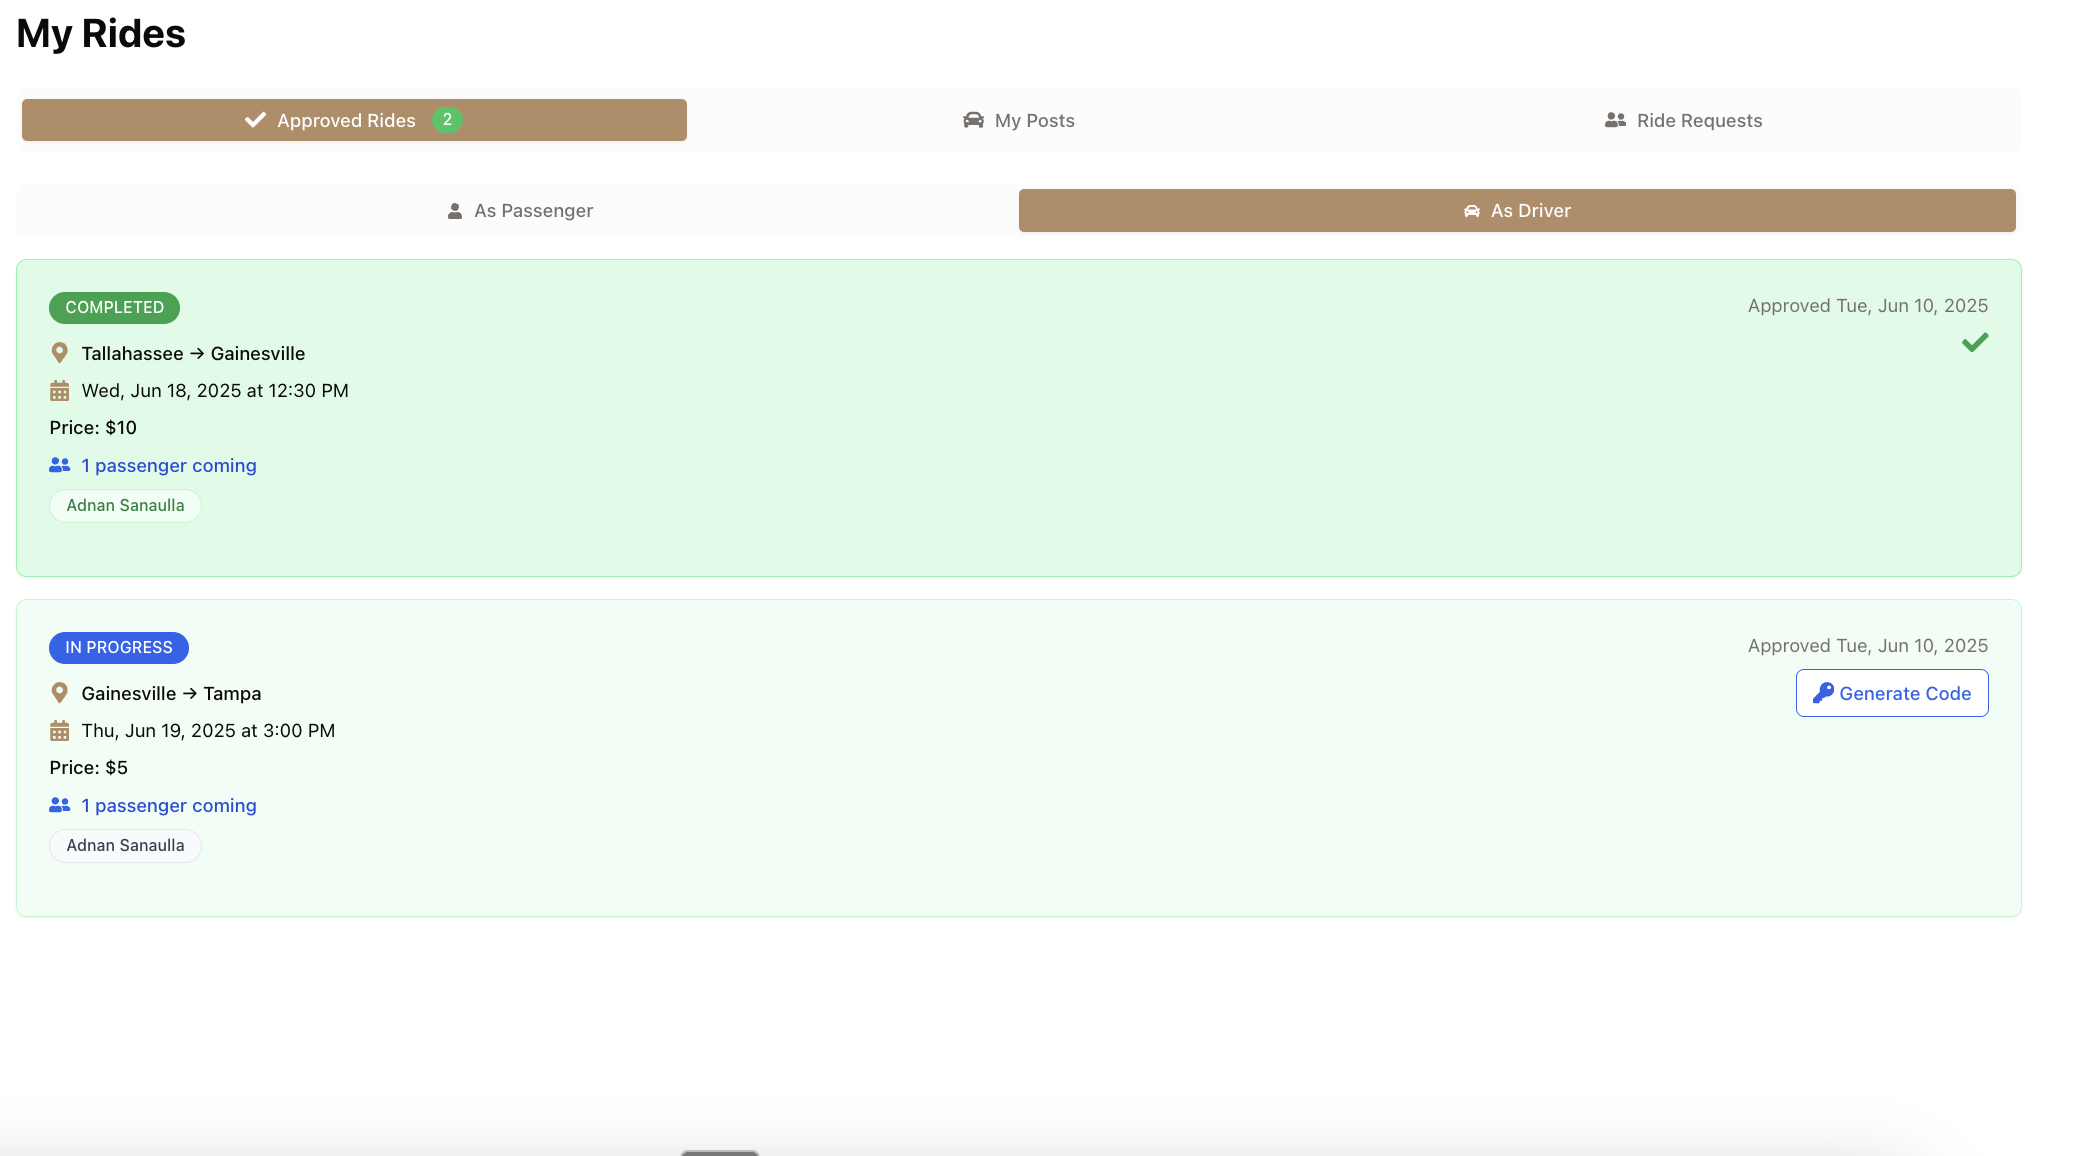 My Rides
Approved Rides 2
My Posts
Ride Requests
As Passenger
As Driver
COMPLETED
Approved Tue, Jun 10, 2025
Tallahassee → Gainesville
Wed, Jun 18, 2025 at 12:30 PM
Price: $10
1 passenger coming
Adnan Sanaulla
IN PROGRESS
Approved Tue, Jun 10, 2025
Gainesville → Tampa
Generate Code
Thu, Jun 19, 2025 at 3:00 PM
Price: $5
1 passenger coming
Adnan Sanaulla